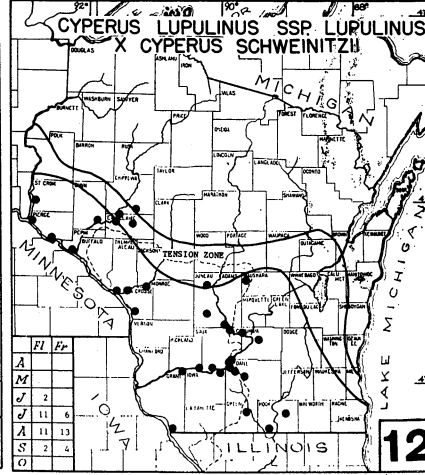 92°
90°
88°
CYPERUS LUPULINUS SSP. LUPULINUS
X CYPERUS SCHWEINITZII
DOUGLAS
ASHLAND
IRON
MICHIGAN
VILAS
BURNETT
WASHBURN
SAWYER
PRICE
ONEIDA
FOREST
FLORENCE
MARINETTE
POLK
BARRON
RUSK
LINCOLN
LANGLADE
OCONTO
CHIPPEWA
TAYLOR
ST CROIX
DUNN
CLARK
MARATHON
SHAWANO
PIERCE
PEPIN
BUFFALO
JACKSON
WOOD
PORTAGE
WAUPACA
OUTAGAMIE
BROWN
KEWAUNEE
TENSION ZONE
MINNESOTA
MONROE
JUNEAU
ADAMS
WAUSHARA
WINNEBAGO
CALUMET
MANITOWOC
LA CROSSE
MARQUETTE
GREEN LAKE
FOND DU LAC
SHEBOYGAN
VERNON
SAUK
COLUMBIA
DODGE
RICHLAND
CRAWFORD
GRANT
IOWA
DANE
JEFFERSON
WAUKESHA
LAFAYETTE
GREEN
ROCK
WALWORTH
RACINE
KENOSHA
LAKE MICHIGAN
IOWA
ILLINOIS
Fl Fr
A
M
J 2
J 11 6
A 11 13
S 2 4
O
12